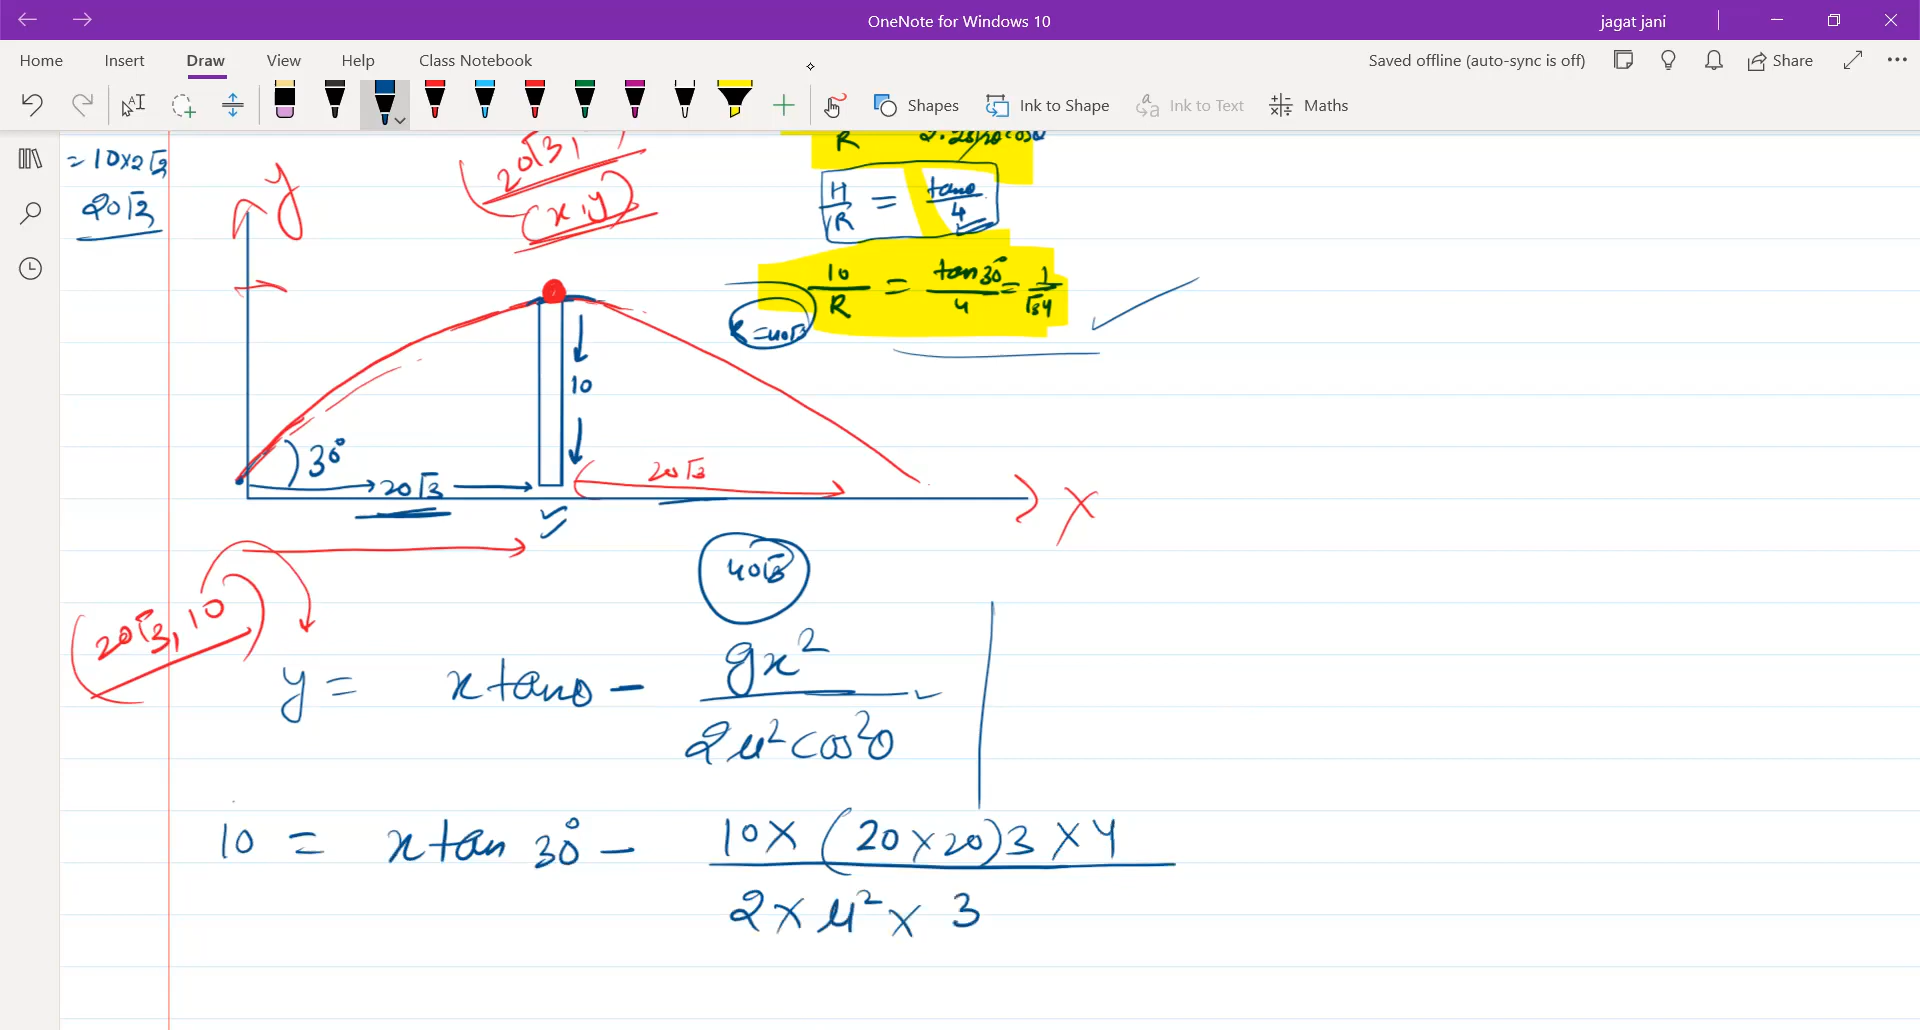 OneNote for Windows 10
jagat jani
Home Insert Draw View Help Class Notebook
Saved offline (auto-sync is off) Share
Shapes Ink to Shape Ink to Text Maths
= 10×2√3
20√3
y
20√3,
(x, y)
R
H/R = tanθ/4
10/R = tan30°/4 = 1/√3 4
R = 40√3
10
30°
20√3
20√3
X
40√3
(20√3, 10)
y = x tanθ - gx²/2u²cos²θ
10 = x tan 30° - 10×(20×20)3×4/2×u²×3